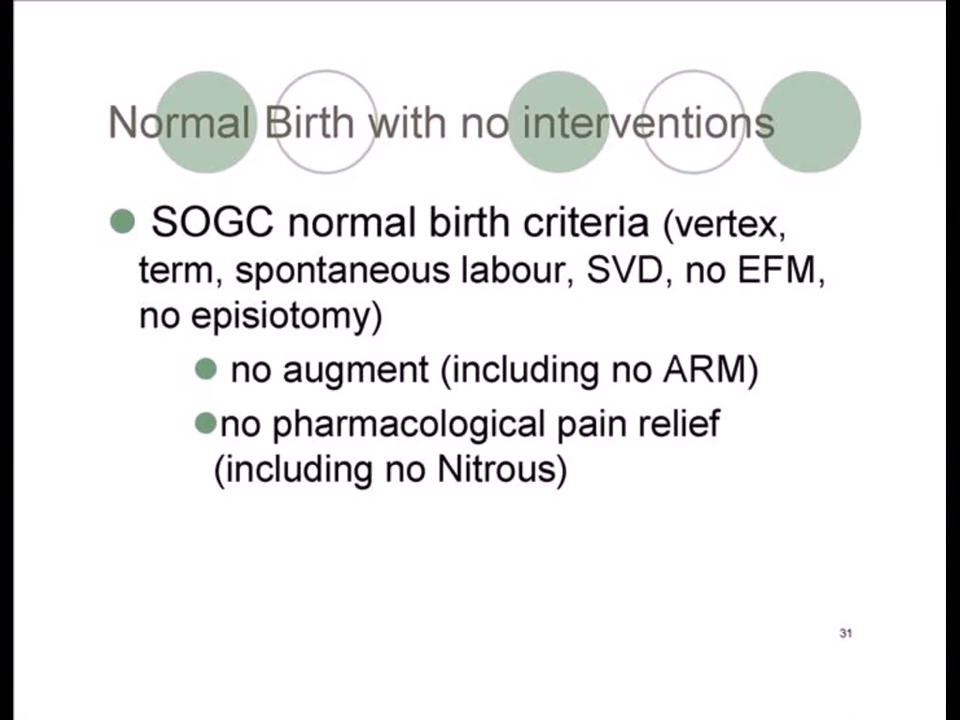 Normal Birth with no interventions
SOGC normal birth criteria (vertex,
term, spontaneous labour, SVD, no EFM,
no episiotomy)
no augment (including no ARM)
no pharmacological pain relief
(including no Nitrous)
31